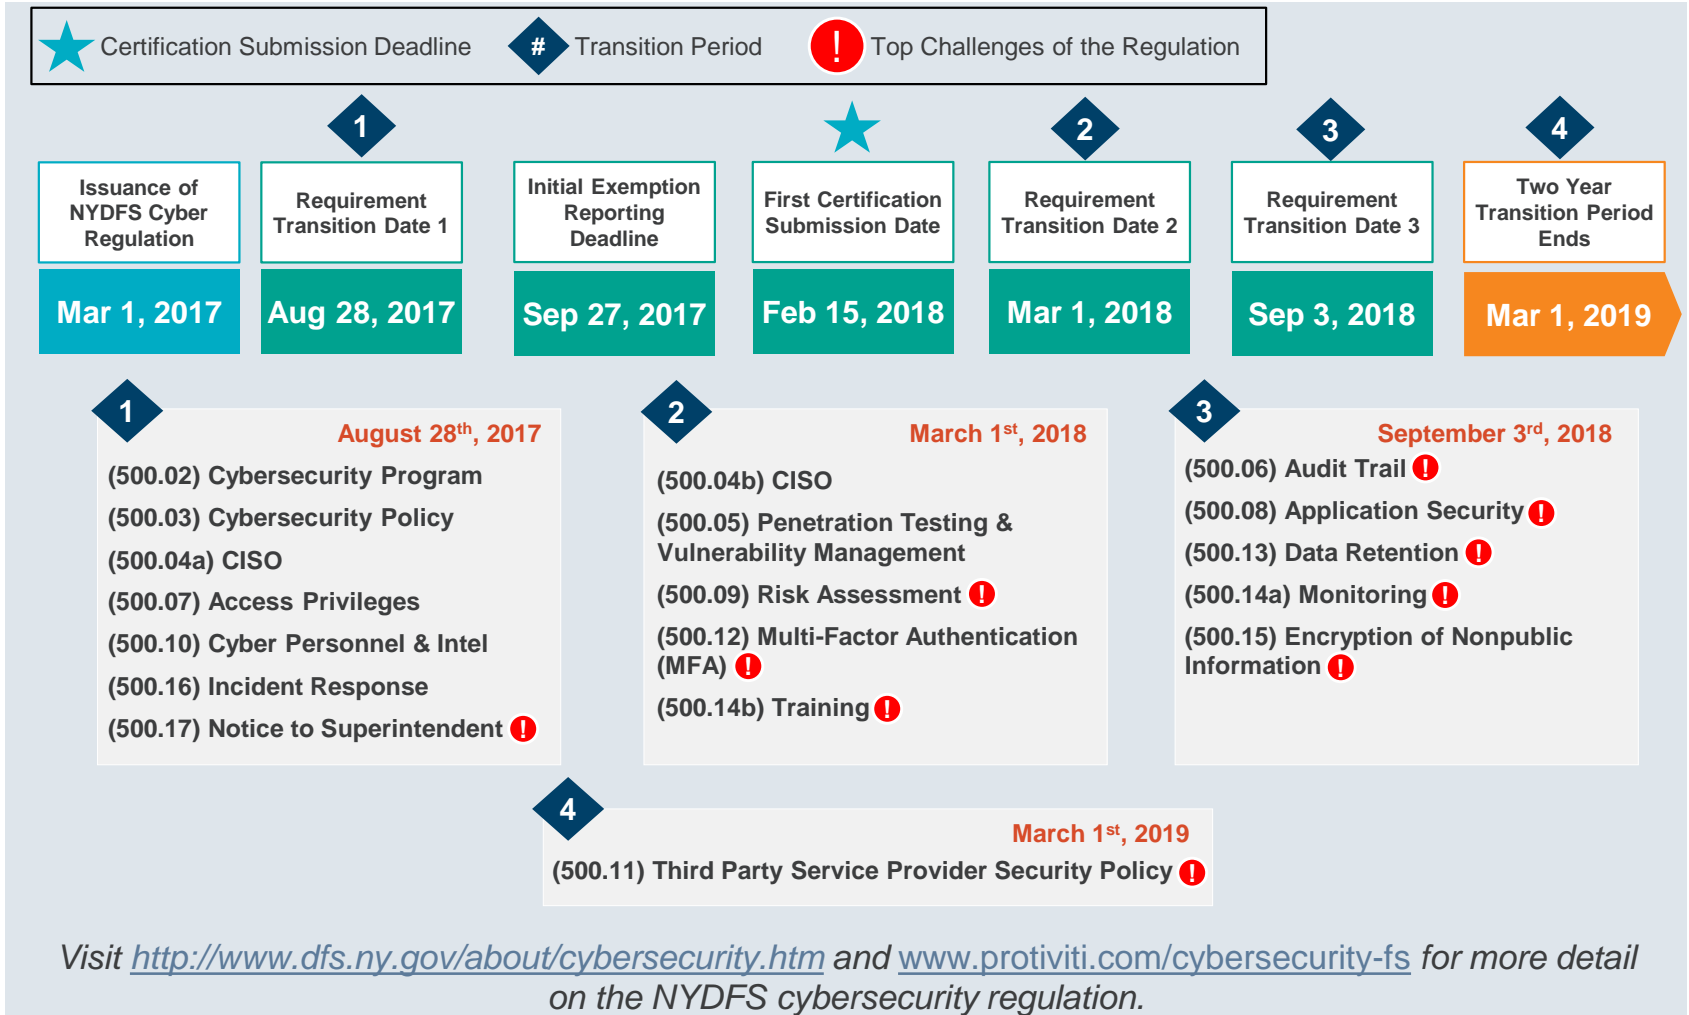 Certification Submission Deadline
#
Transition Period
!
Top Challenges of the Regulation
1
2
3
4
Issuance of
NYDFS Cyber
Regulation
Mar 1, 2017
Requirement
Transition Date 1
Aug 28, 2017
Initial Exemption
Reporting
Deadline
Sep 27, 2017
First Certification
Submission Date
Feb 15, 2018
Requirement
Transition Date 2
Mar 1, 2018
Requirement
Transition Date 3
Sep 3, 2018
Two Year
Transition Period
Ends
Mar 1, 2019
1
August 28th, 2017
(500.02) Cybersecurity Program
(500.03) Cybersecurity Policy
(500.04a) CISO
(500.07) Access Privileges
(500.10) Cyber Personnel & Intel
(500.16) Incident Response
(500.17) Notice to Superintendent !
2
March 1st, 2018
(500.04b) CISO
(500.05) Penetration Testing &
Vulnerability Management
(500.09) Risk Assessment !
(500.12) Multi-Factor Authentication
(MFA) !
(500.14b) Training !
3
September 3rd, 2018
(500.06) Audit Trail !
(500.08) Application Security !
(500.13) Data Retention !
(500.14a) Monitoring !
(500.15) Encryption of Nonpublic
Information !
4
March 1st, 2019
(500.11) Third Party Service Provider Security Policy !
Visit http://www.dfs.ny.gov/about/cybersecurity.htm and www.protiviti.com/cybersecurity-fs for more detail
on the NYDFS cybersecurity regulation.